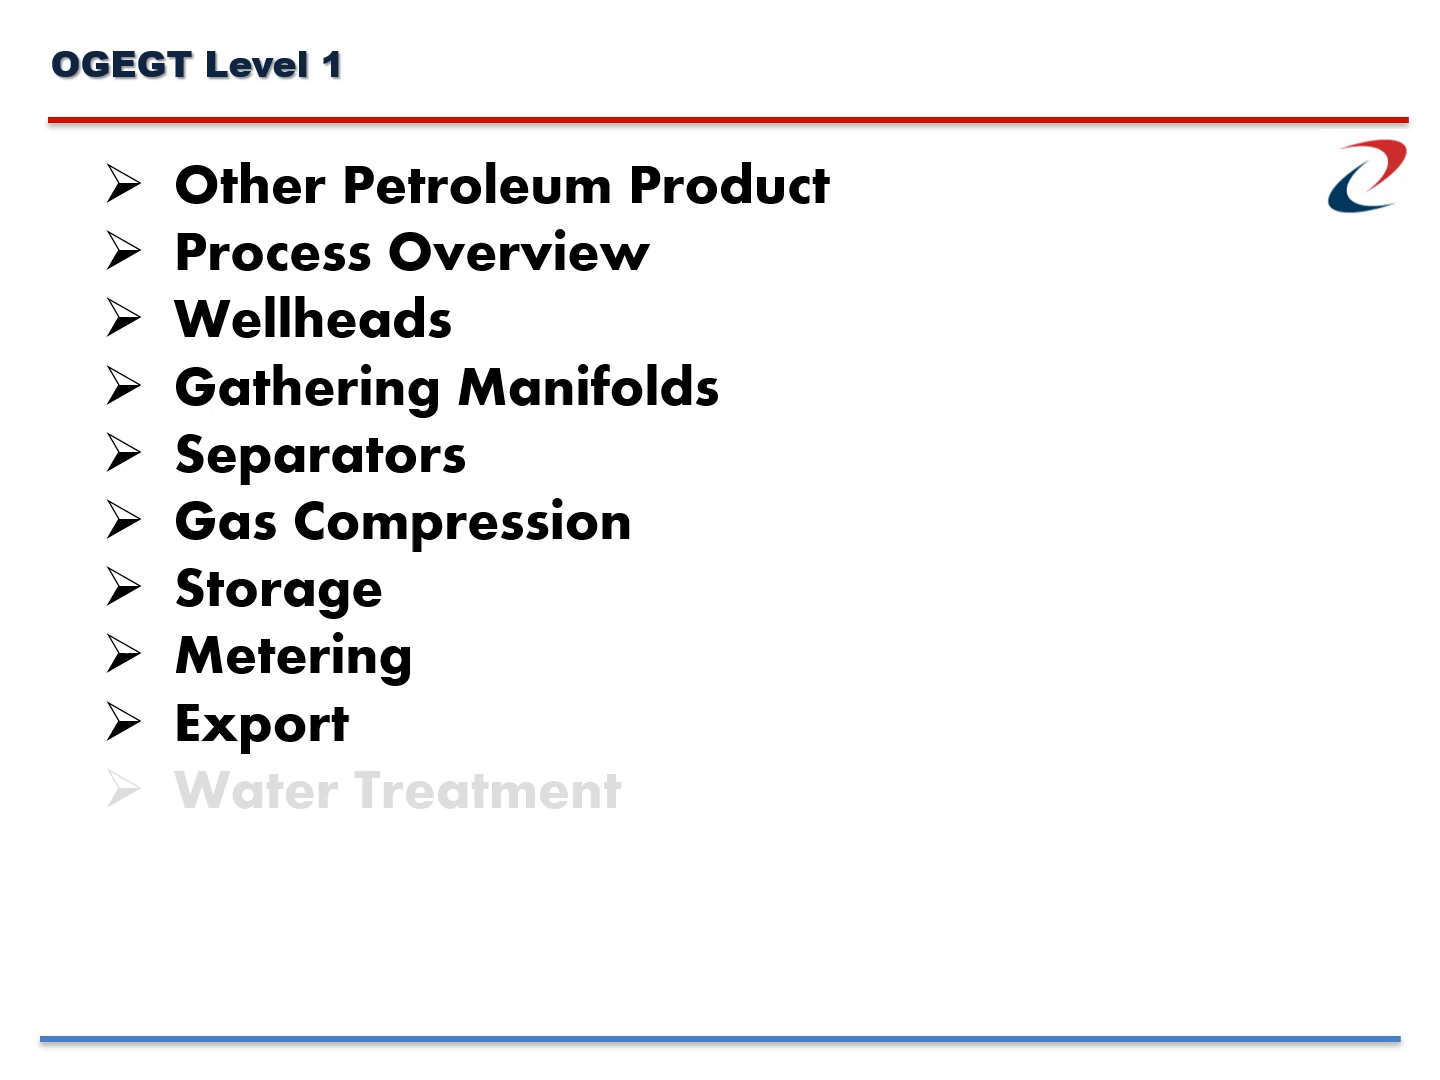 OGEGT Level 1
➢ Other Petroleum Product
➢ Process Overview
➢ Wellheads
➢ Gathering Manifolds
➢ Separators
➢ Gas Compression
➢ Storage
➢ Metering
➢ Export
➢ Water Treatment